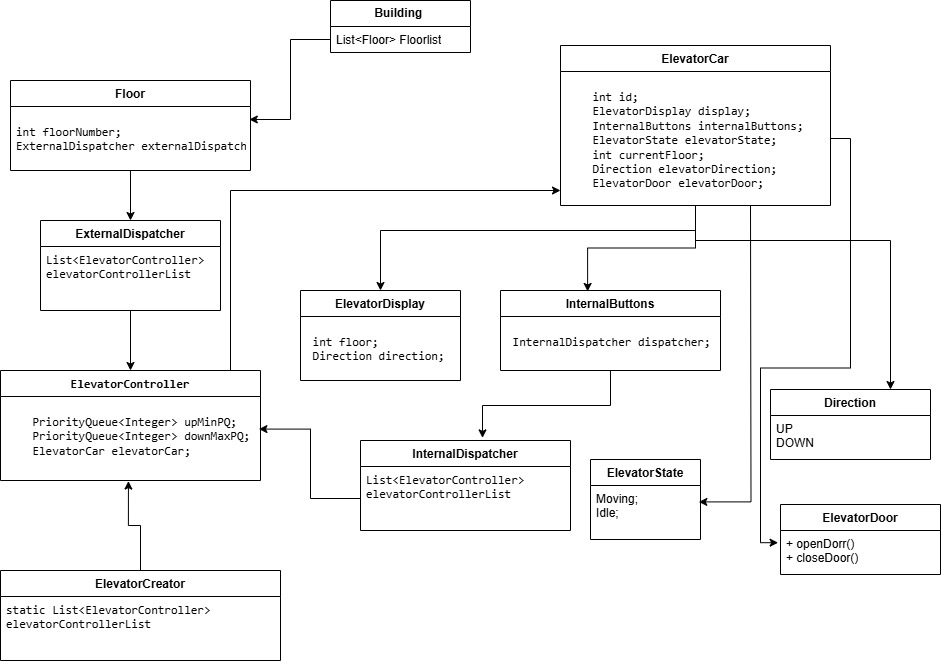 Building
List<Floor> Floorlist
ElevatorCar
int id;
ElevatorDisplay display;
InternalButtons internalButtons;
ElevatorState elevatorState;
int currentFloor;
Direction elevatorDirection;
ElevatorDoor elevatorDoor;
Floor
int floorNumber;
ExternalDispatcher externalDispatch
ExternalDispatcher
List<ElevatorController>
elevatorControllerList
ElevatorDisplay
int floor;
Direction direction;
InternalButtons
InternalDispatcher dispatcher;
ElevatorController
PriorityQueue<Integer> upMinPQ;
PriorityQueue<Integer> downMaxPQ;
ElevatorCar elevatorCar;
Direction
UP
DOWN
InternalDispatcher
List<ElevatorController>
elevatorControllerList
ElevatorState
Moving;
Idle;
ElevatorDoor
+ openDorr()
+ closeDoor()
ElevatorCreator
static List<ElevatorController>
elevatorControllerList